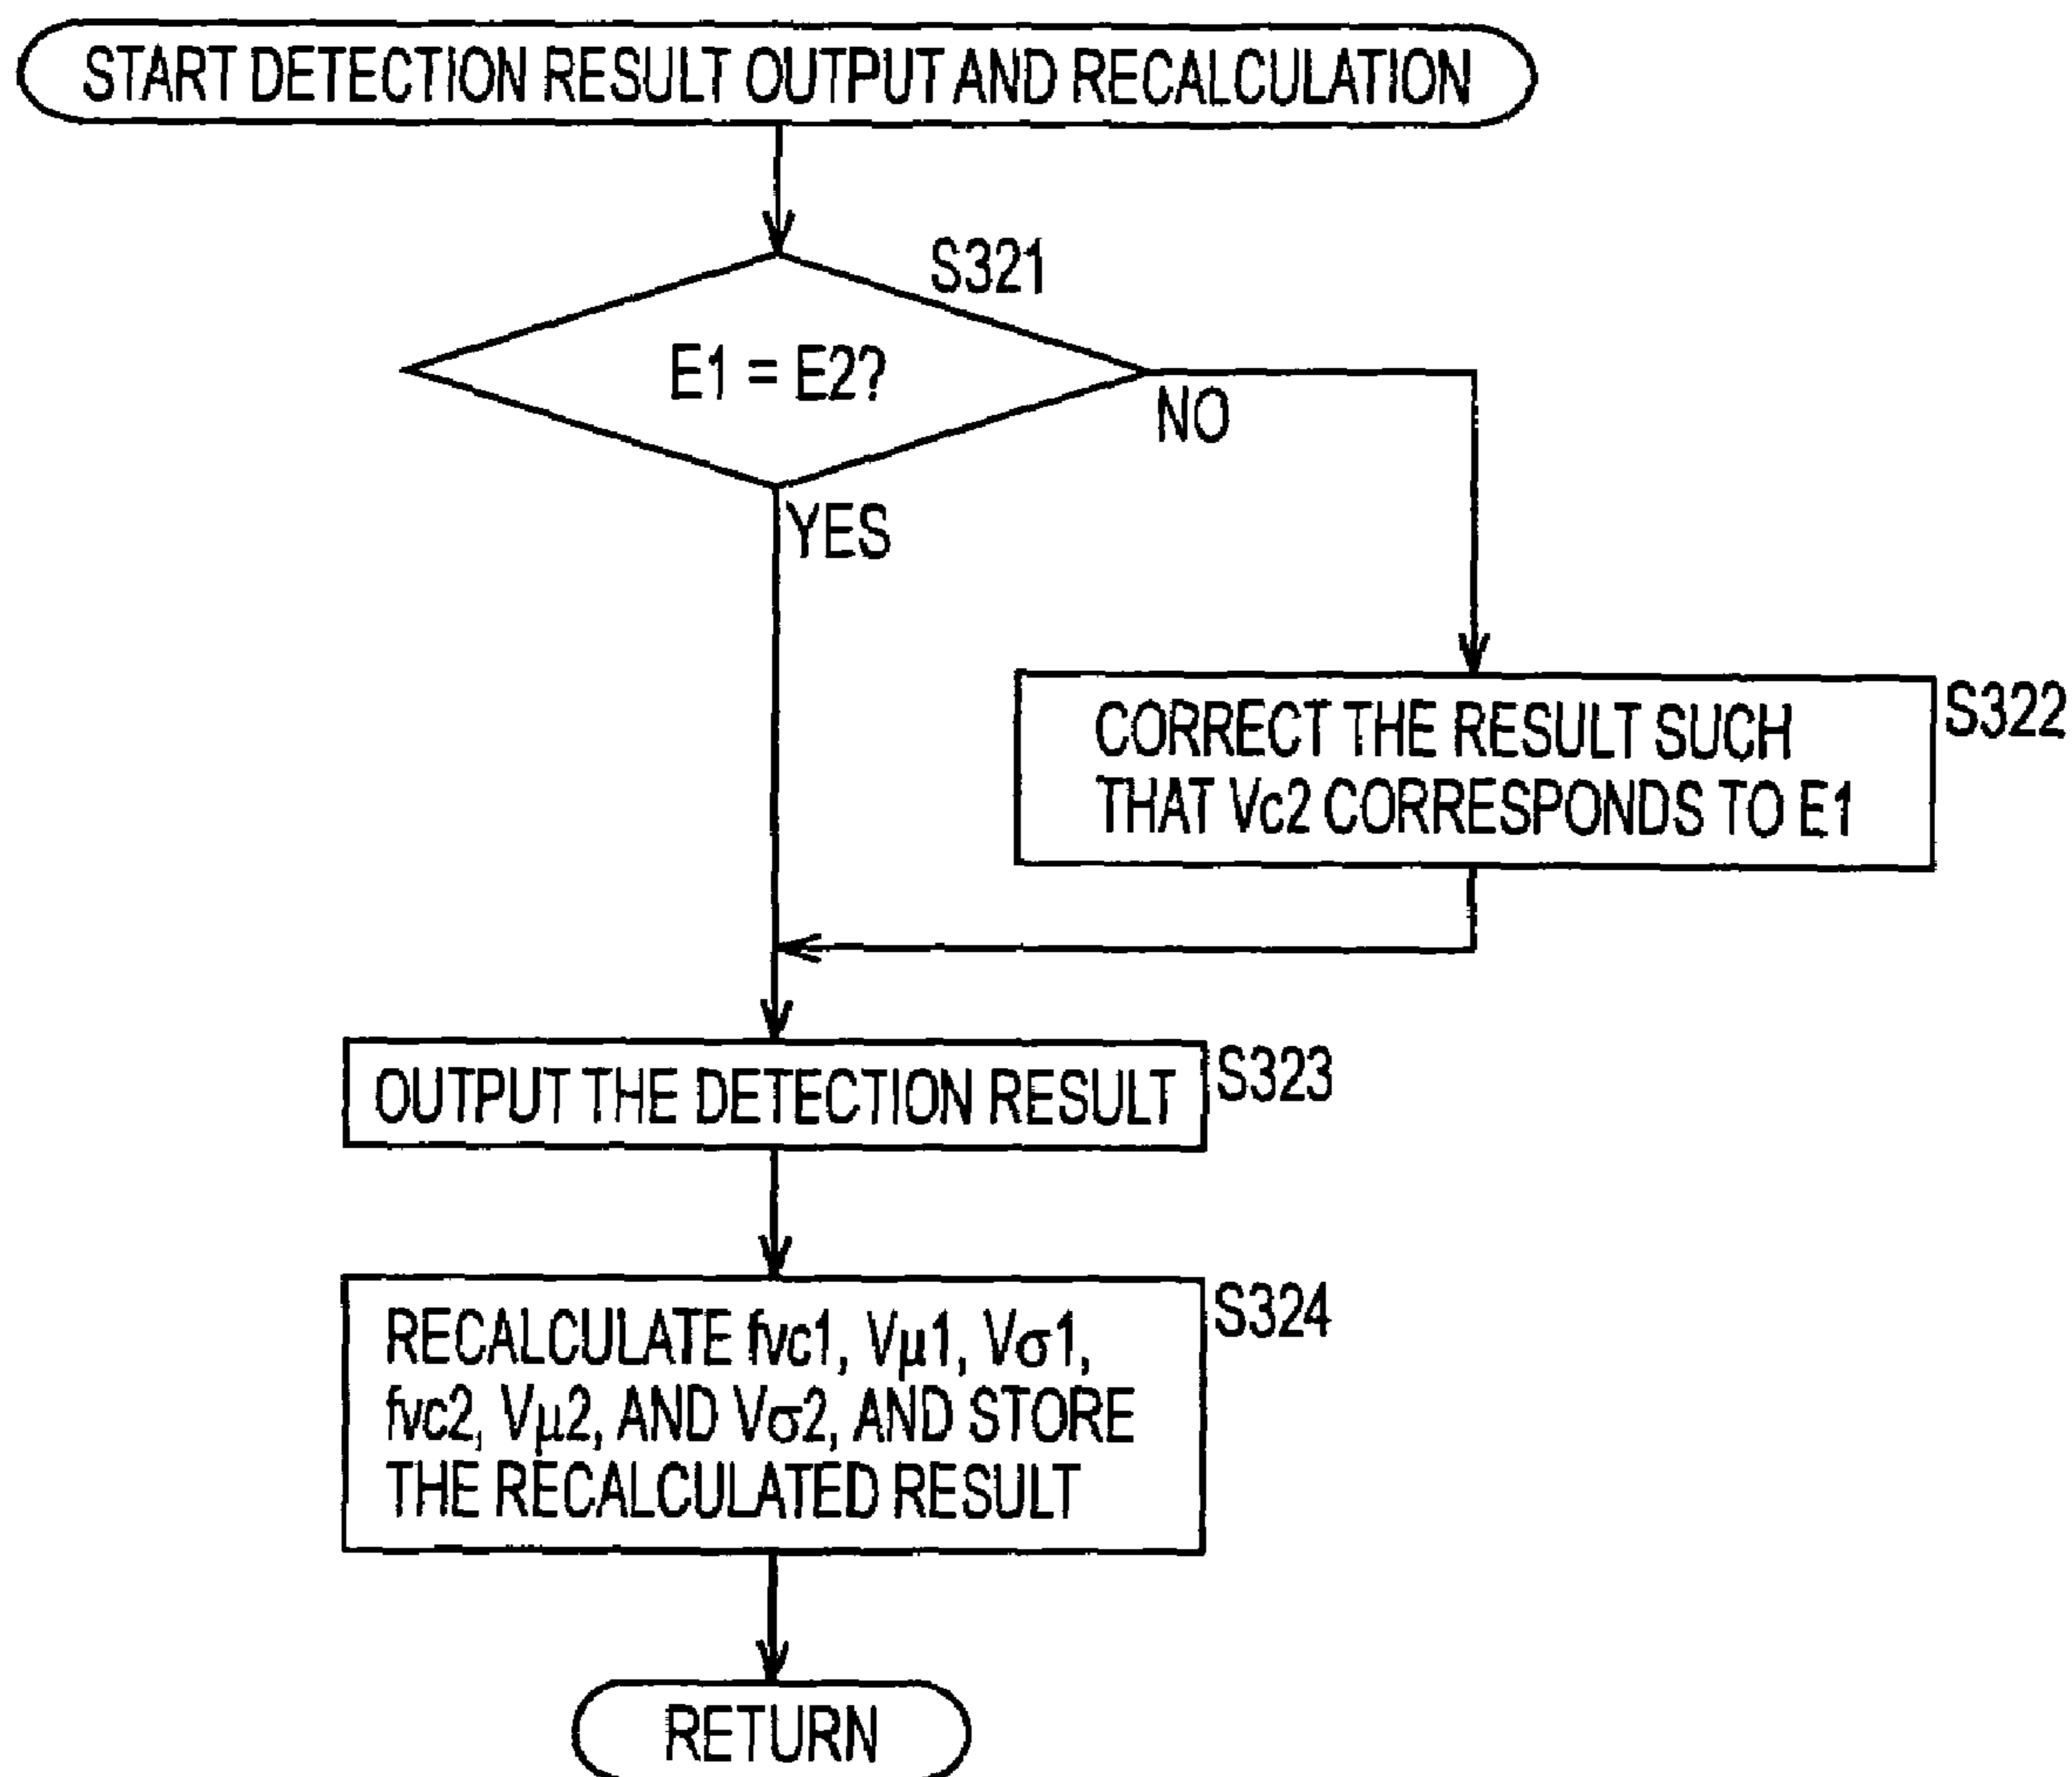 START DETECTION RESULT OUTPUT AND RECALCULATION
S321
E1 = E2?
NO
YES
CORRECT THE RESULT SUCH
THAT Vc2 CORRESPONDS TO E1
S322
OUTPUT THE DETECTION RESULT
S323
RECALCULATE fvc1, Vμ1, Vσ1,
fvc2, Vμ2, AND Vσ2, AND STORE
THE RECALCULATED RESULT
S324
RETURN